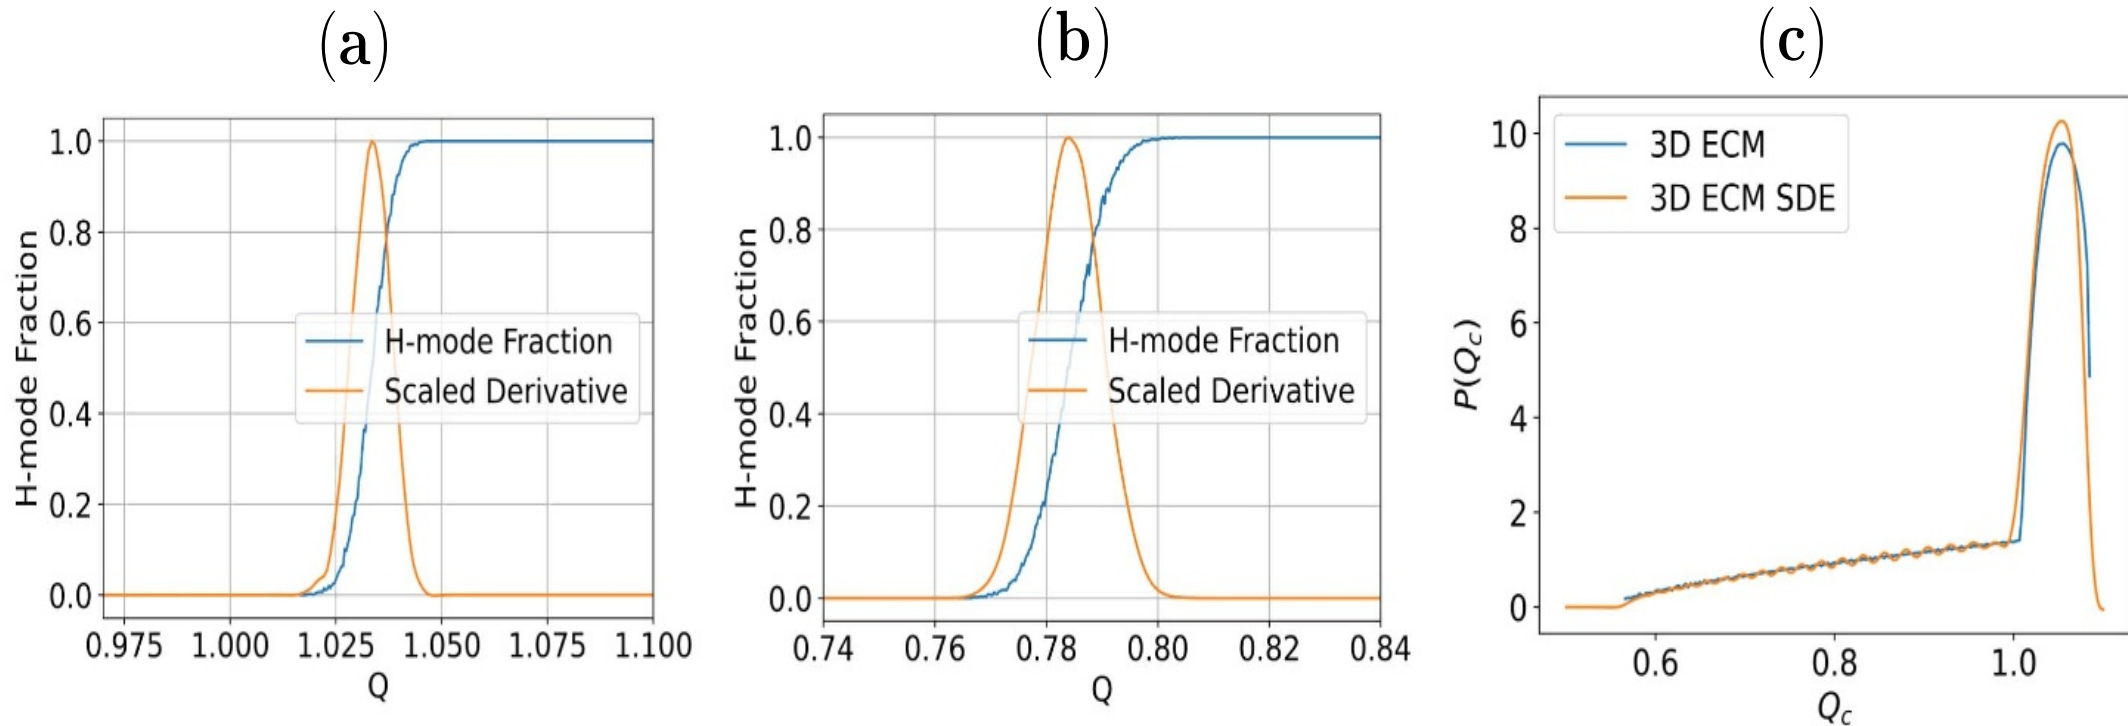 (a)
1.0
0.8
0.6
0.4
0.2
0.0
H-mode Fraction
H-mode Fraction
Scaled Derivative
0.975 1.000 1.025 1.050 1.075 1.100
Q
(b)
1.0
0.8
0.6
0.4
0.2
0.0
H-mode Fraction
H-mode Fraction
Scaled Derivative
0.74 0.76 0.78 0.80 0.82 0.84
Q
(c)
10
8
6
4
2
0
P(Q_c)
3D ECM
3D ECM SDE
0.6 0.8 1.0
Q_c